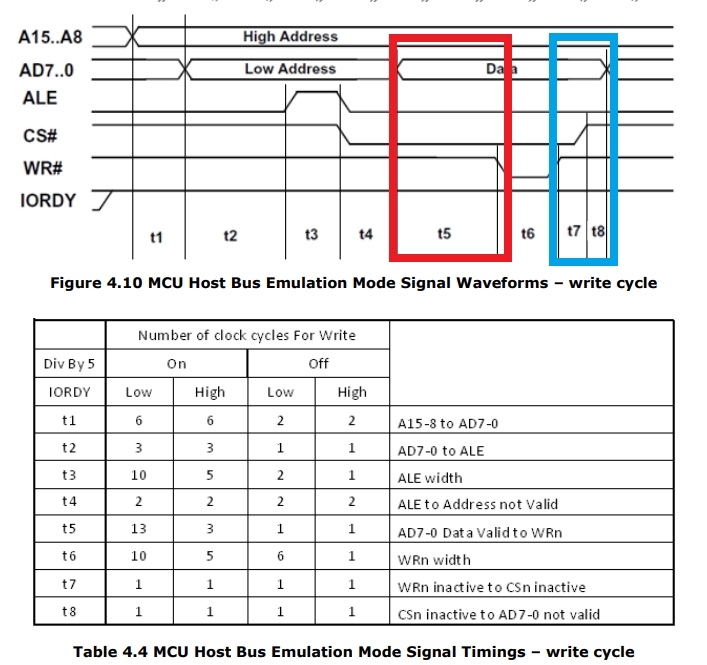 A15..A8 High Address
AD7..0 Low Address Data
ALE
CS#
WR#
IORDY
t1 t2 t3 t4 t5 t6 t7 t8
Figure 4.10 MCU Host Bus Emulation Mode Signal Waveforms – write cycle
Number of clock cycles For Write
Div By 5 On Off
IORDY Low High Low High
t1 6 6 2 2 A15-8 to AD7-0
t2 3 3 1 1 AD7-0 to ALE
t3 10 5 2 1 ALE width
t4 2 2 2 2 ALE to Address not Valid
t5 13 3 1 1 AD7-0 Data Valid to WRn
t6 10 5 6 1 WRn width
t7 1 1 1 1 WRn inactive to CSn inactive
t8 1 1 1 1 CSn inactive to AD7-0 not valid
Table 4.4 MCU Host Bus Emulation Mode Signal Timings – write cycle